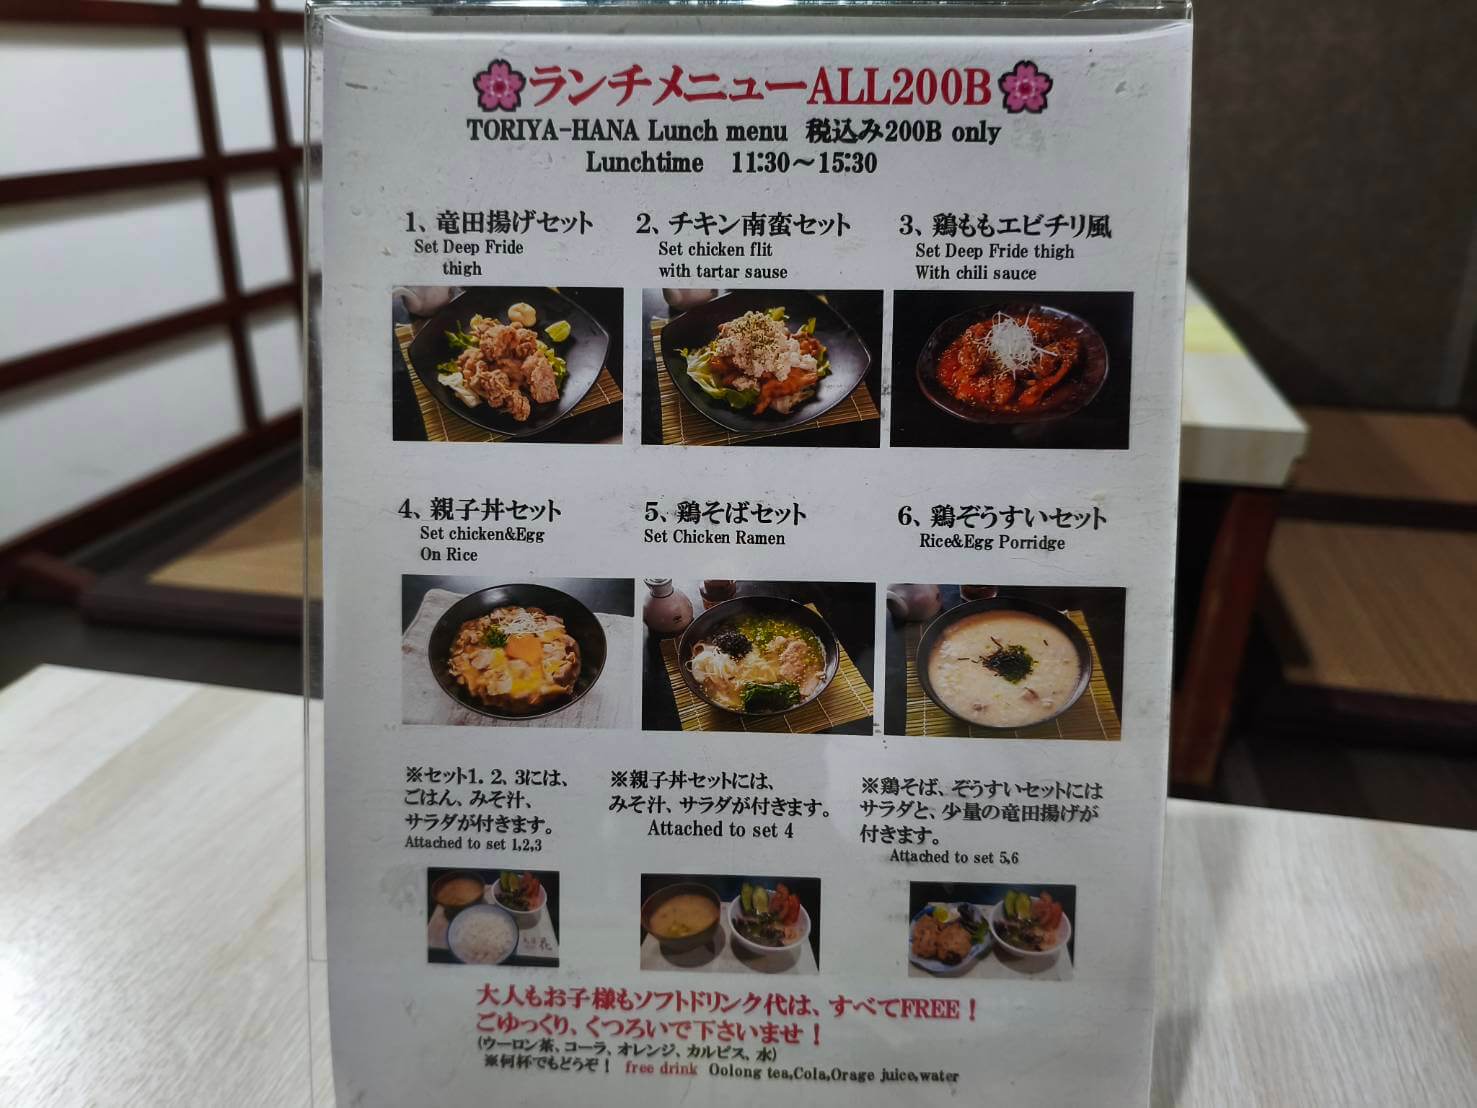 ランチメニューALL200B
TORIYA-HANA Lunch menu 税込み200B only
Lunchtime 11:30～15:30
1、竜田揚げセット
Set Deep Fride
thigh
2、チキン南蛮セット
Set chicken flit
with tartar sause
3、鶏ももエビチリ風
Set Deep Fride thigh
With chili sauce
4、親子丼セット
Set chicken&Egg
On Rice
5、鶏そばセット
Set Chicken Ramen
6、鶏ぞうすいセット
Rice&Egg Porridge
※セット1. 2、3には、
ごはん、みそ汁、
サラダが付きます。
Attached to set 1,2,3
※親子丼セットには、
みそ汁、サラダが付きます。
Attached to set 4
※鶏そば、ぞうすいセットには
サラダと、少量の竜田揚げが
付きます。
Attached to set 5,6
大人もお子様もソフトドリンク代は、すべてFREE！
ごゆっくり、くつろいで下さいませ！
(ウーロン茶、コーラ、オレンジ、カルピス、水)
※何杯でもどうぞ！ free drink Oolong tea,Cola,Orage juice,water